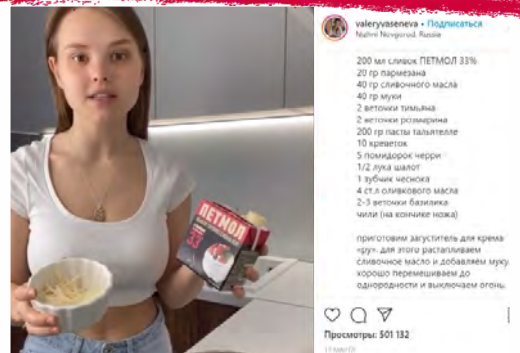 valeryvaseneva • Подписаться
Nizhni Novgorod, Russia
200 мл сливок ПЕТМОЛ 33%
20 гр пармезана
40 гр сливочного масла
40 гр муки
2 веточки тимьяна
2 веточки розмарина
200 гр пасты тальятелле
10 креветок
5 помидорок черри
1/2 лука шалот
1 зубчик чеснока
4 ст.л оливкового масла
2-3 веточки базилика
чили (на кончике ножа)
приготовим загуститель для крема
«ру». для этого растапливаем
сливочное масло и добавляем муку.
хорошо перемешиваем до
однородности и выключаем огонь.
ПЕТМОЛ
33
Просмотры: 501 132